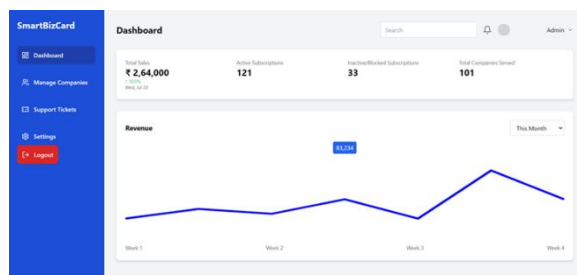 SmartBizCard
Dashboard
Manage Companies
Support Tickets
Settings
Logout
Dashboard
Search
Admin
Total Sales
₹ 2,64,000
Active Subscriptions
121
Inactive/Blocked Subscriptions
33
Total Companies Served
101
Revenue
This Month
83,234
Week 1
Week 2
Week 3
Week 4